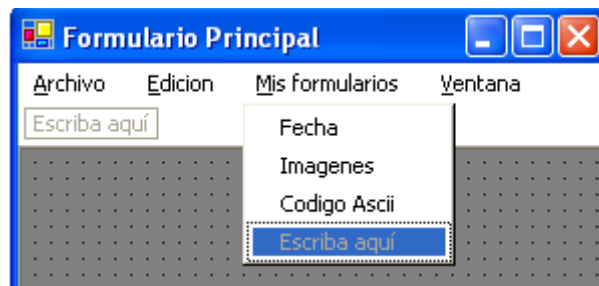 Formulario Principal
Archivo Edicion Mis formularios Ventana
Escriba aquí
Fecha
Imagenes
Codigo Ascii
Escriba aquí